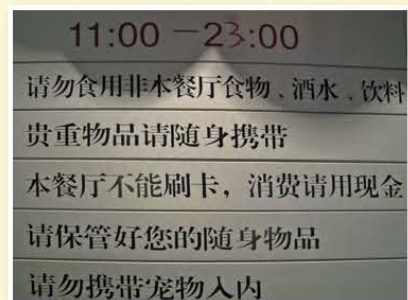 11:00 —23:00
请勿食用非本餐厅食物、酒水、饮料
贵重物品请随身携带
本餐厅不能刷卡，消费请用现金
请保管好您的随身物品
请勿携带宠物入内